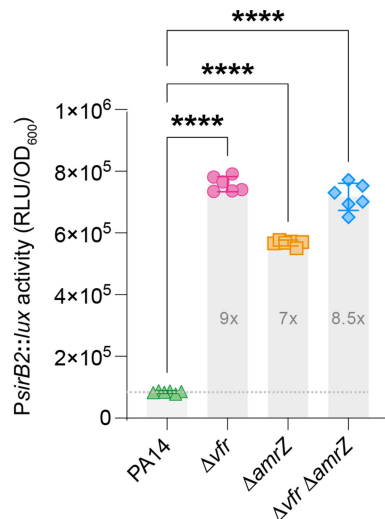 ****
****
****
PsirB2::lux activity (RLU/OD₆₀₀)
1×10⁶
8×10⁵
6×10⁵
4×10⁵
2×10⁵
0
9x
7x
8.5x
PA14
Δvfr
ΔamrZ
Δvfr ΔamrZ